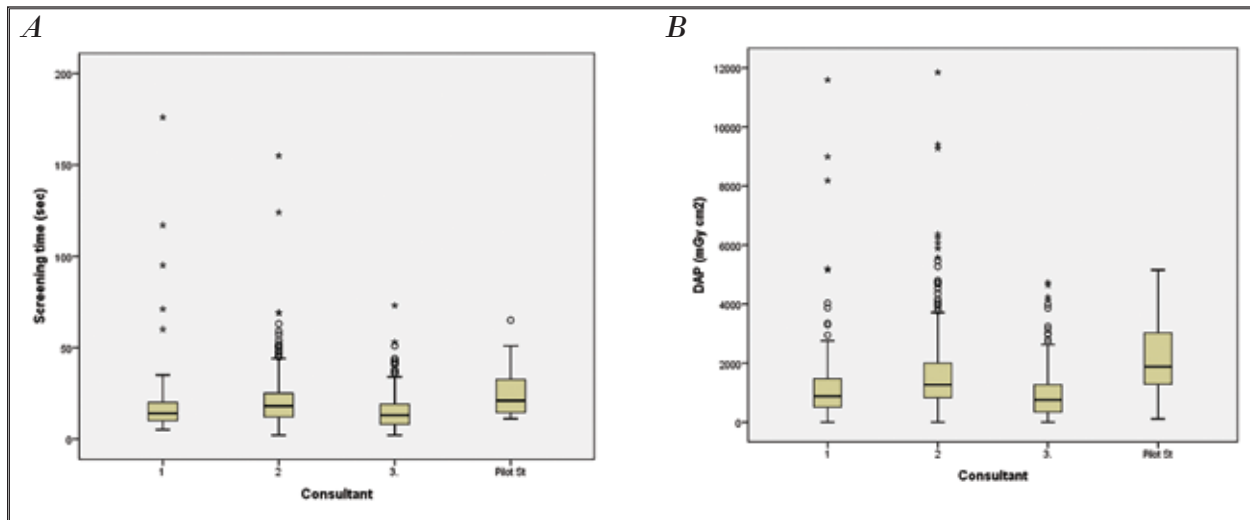 A
B
200
150
100
50
0
Screening time (sec)
1
2
3.
Pilot St
Consultant
12000
10000
8000
6000
4000
2000
0
DAP (mGy cm2)
1
2
3.
Pilot St
Consultant